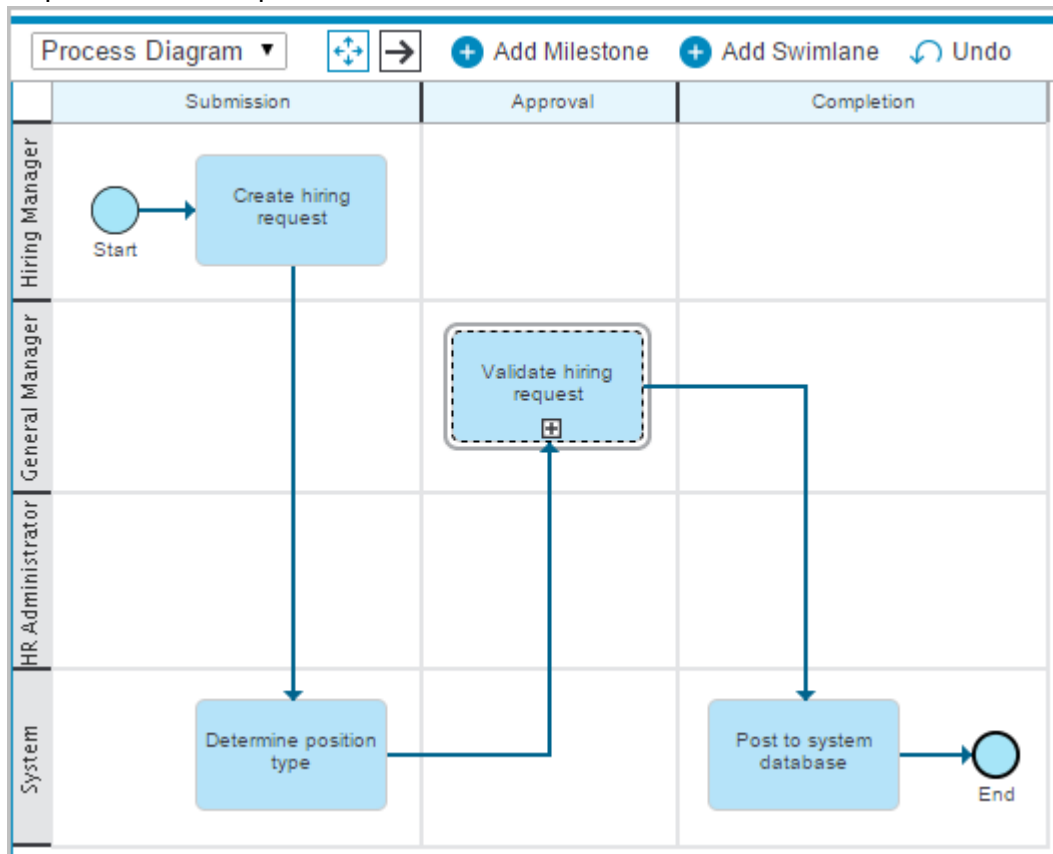 Process Diagram
Add Milestone
Add Swimlane
Undo
Submission
Approval
Completion
Hiring Manager
Start
Create hiring
request
General Manager
Validate hiring
request
HR Administrator
System
Determine position
type
Post to system
database
End